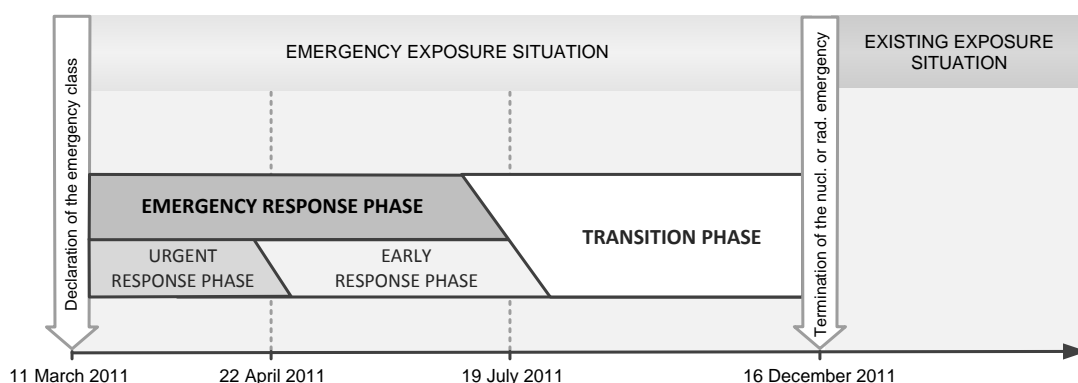 Declaration of the emergency class
EMERGENCY EXPOSURE SITUATION
Termination of the nucl. or rad. emergency
EXISTING EXPOSURE
SITUATION
EMERGENCY RESPONSE PHASE
URGENT
RESPONSE PHASE
EARLY
RESPONSE PHASE
TRANSITION PHASE
11 March 2011
22 April 2011
19 July 2011
16 December 2011